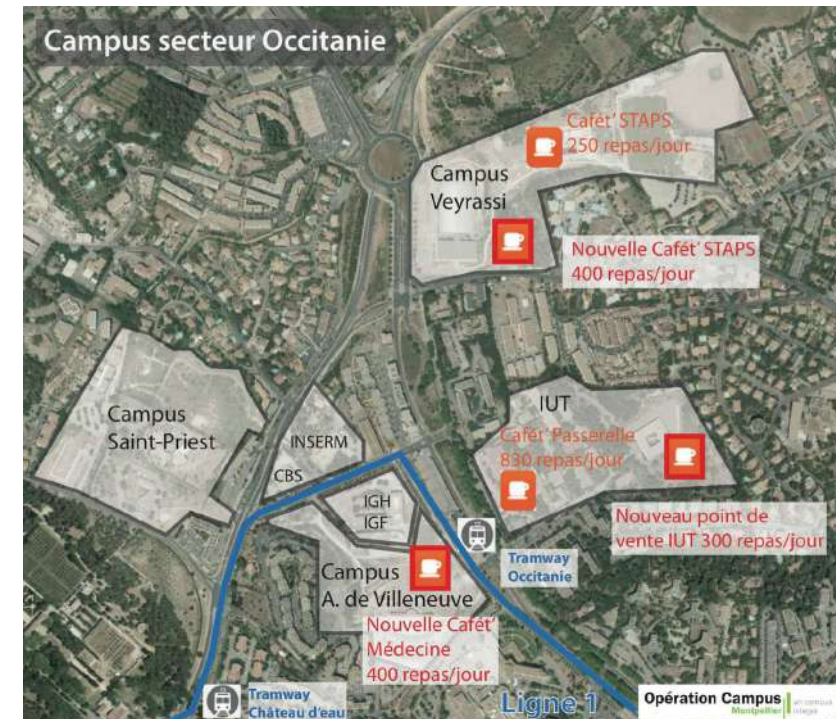 Campus secteur Occitanie
Cafét' STAPS
250 repas/jour
Campus
Veyrassi
Nouvelle Cafét' STAPS
400 repas/jour
Campus
Saint-Priest
INSERM
CBS
IUT
Cafét' Passerelle
830 repas/jour
IGH
IGF
Nouveau point de
vente IUT 300 repas/jour
Tramway
Occitanie
Campus
A. de Villeneuve
Nouvelle Cafét'
Médecine
400 repas/jour
Tramway
Château d'eau
Ligne 1
Opération Campus
Montpellier
un campus